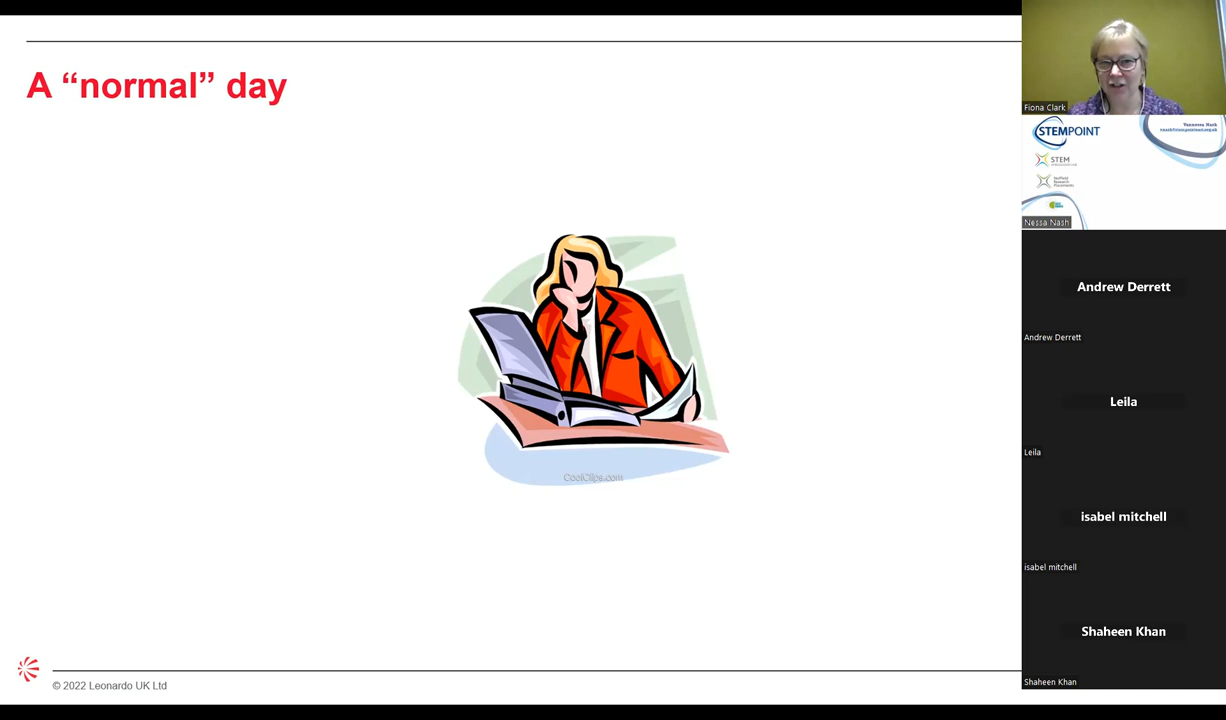 A “normal” day
CoolClips.com
© 2022 Leonardo UK Ltd
Fiona Clark
STEMPOINT
STEM
Nuffield
Research
Placements
Nessa Nash
Andrew Derrett
Andrew Derrett
Leila
Leila
isabel mitchell
isabel mitchell
Shaheen Khan
Shaheen Khan